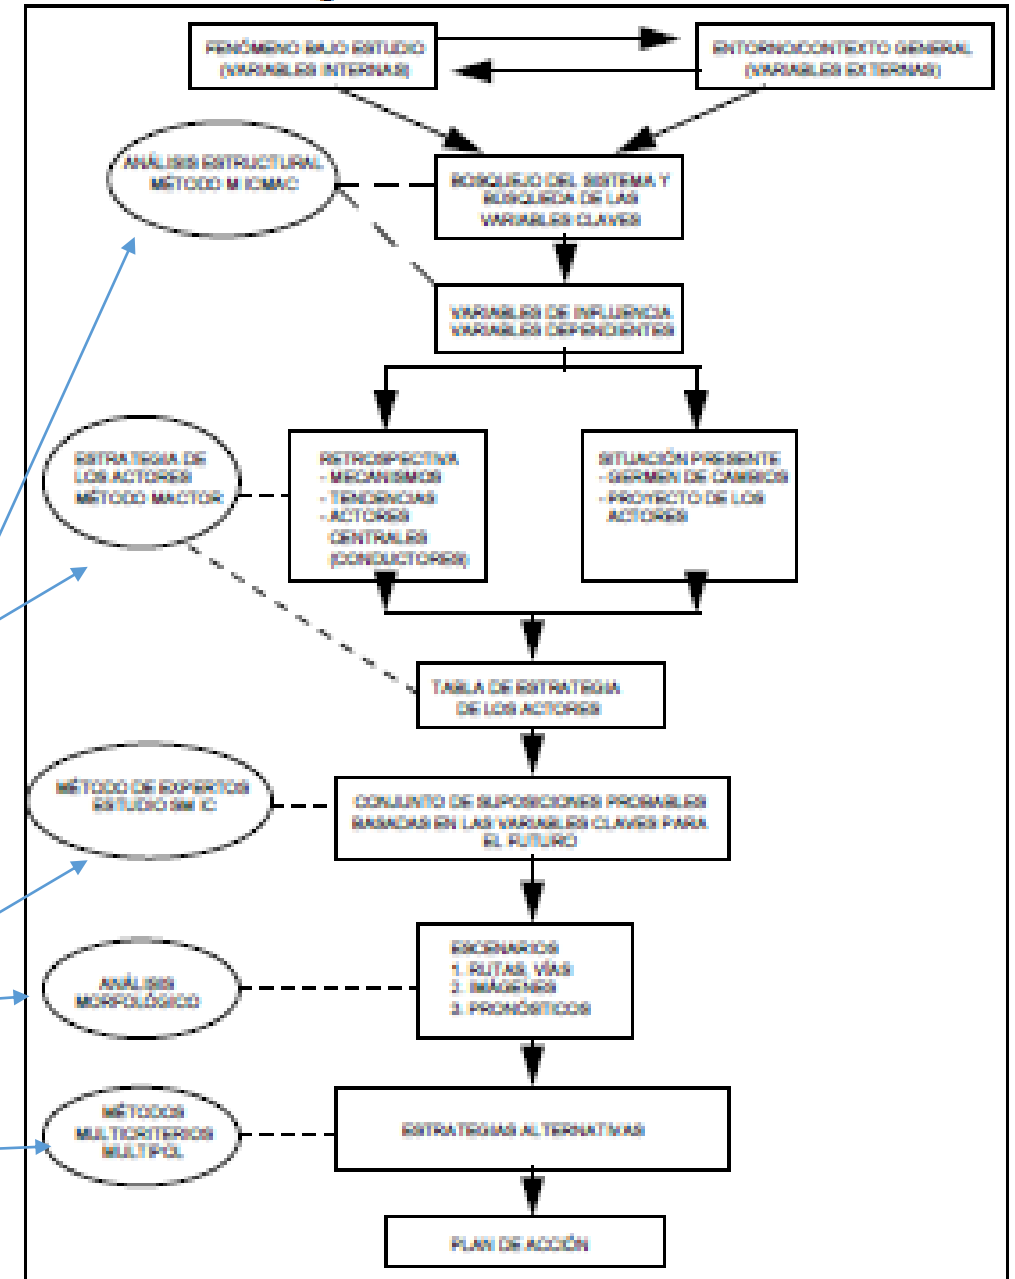 FENÓMENO BAJO ESTUDIO
(VARIABLES INTERNAS)
ENTORNO/CONTEXTO GENERAL
(VARIABLES EXTERNAS)
ANÁLISIS ESTRUCTURAL
MÉTODO MICMAC
BOSQUEJO DEL SISTEMA Y
BÚSQUEDA DE LAS
VARIABLES CLAVES
VARIABLES DE INFLUENCIA
VARIABLES DEPENDIENTES
ESTRATEGIA DE
LOS ACTORES
MÉTODO MACTOR
RETROSPECTIVA
- MECANISMOS
- TENDENCIAS
- ACTORES
CENTRALES
(CONDUCTORES)
SITUACIÓN PRESENTE
- GERMEN DE CAMBIOS
- PROYECTO DE LOS
ACTORES
TABLA DE ESTRATEGIA
DE LOS ACTORES
MÉTODO DE EXPERTOS
ESTUDIO SMIC
CONJUNTO DE SUPOSICIONES PROBABLES
BASADAS EN LAS VARIABLES CLAVES PARA
EL FUTURO
ESCENARIOS
1. RUTAS, VÍAS
2. IMÁGENES
3. PRONÓSTICOS
ANÁLISIS
MORFOLÓGICO
MÉTODOS
MULTICRITERIOS
MULTIPOL
ESTRATEGIAS ALTERNATIVAS
PLAN DE ACCIÓN